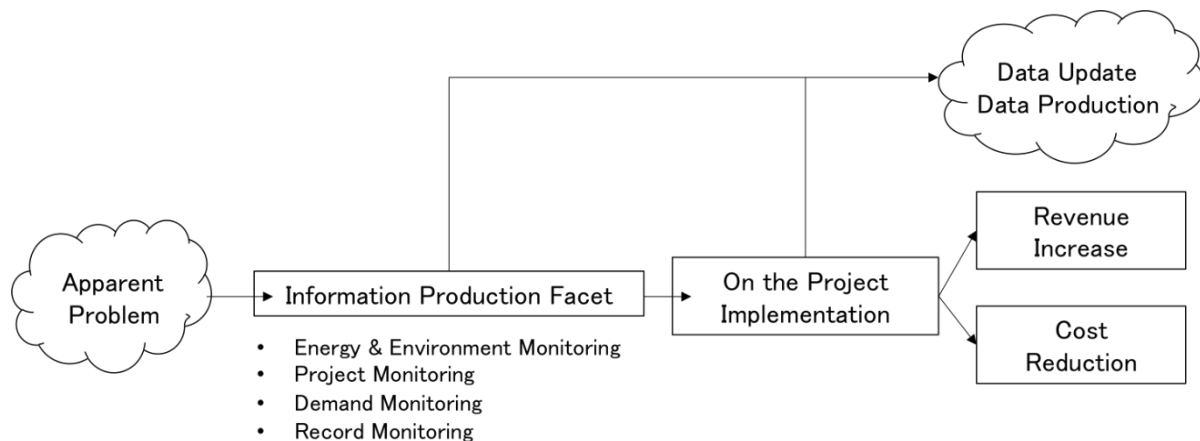 Data Update
Data Production
Revenue
Increase
Apparent
Problem
Information Production Facet
On the Project
Implementation
Cost
Reduction
• Energy & Environment Monitoring
• Project Monitoring
• Demand Monitoring
• Record Monitoring